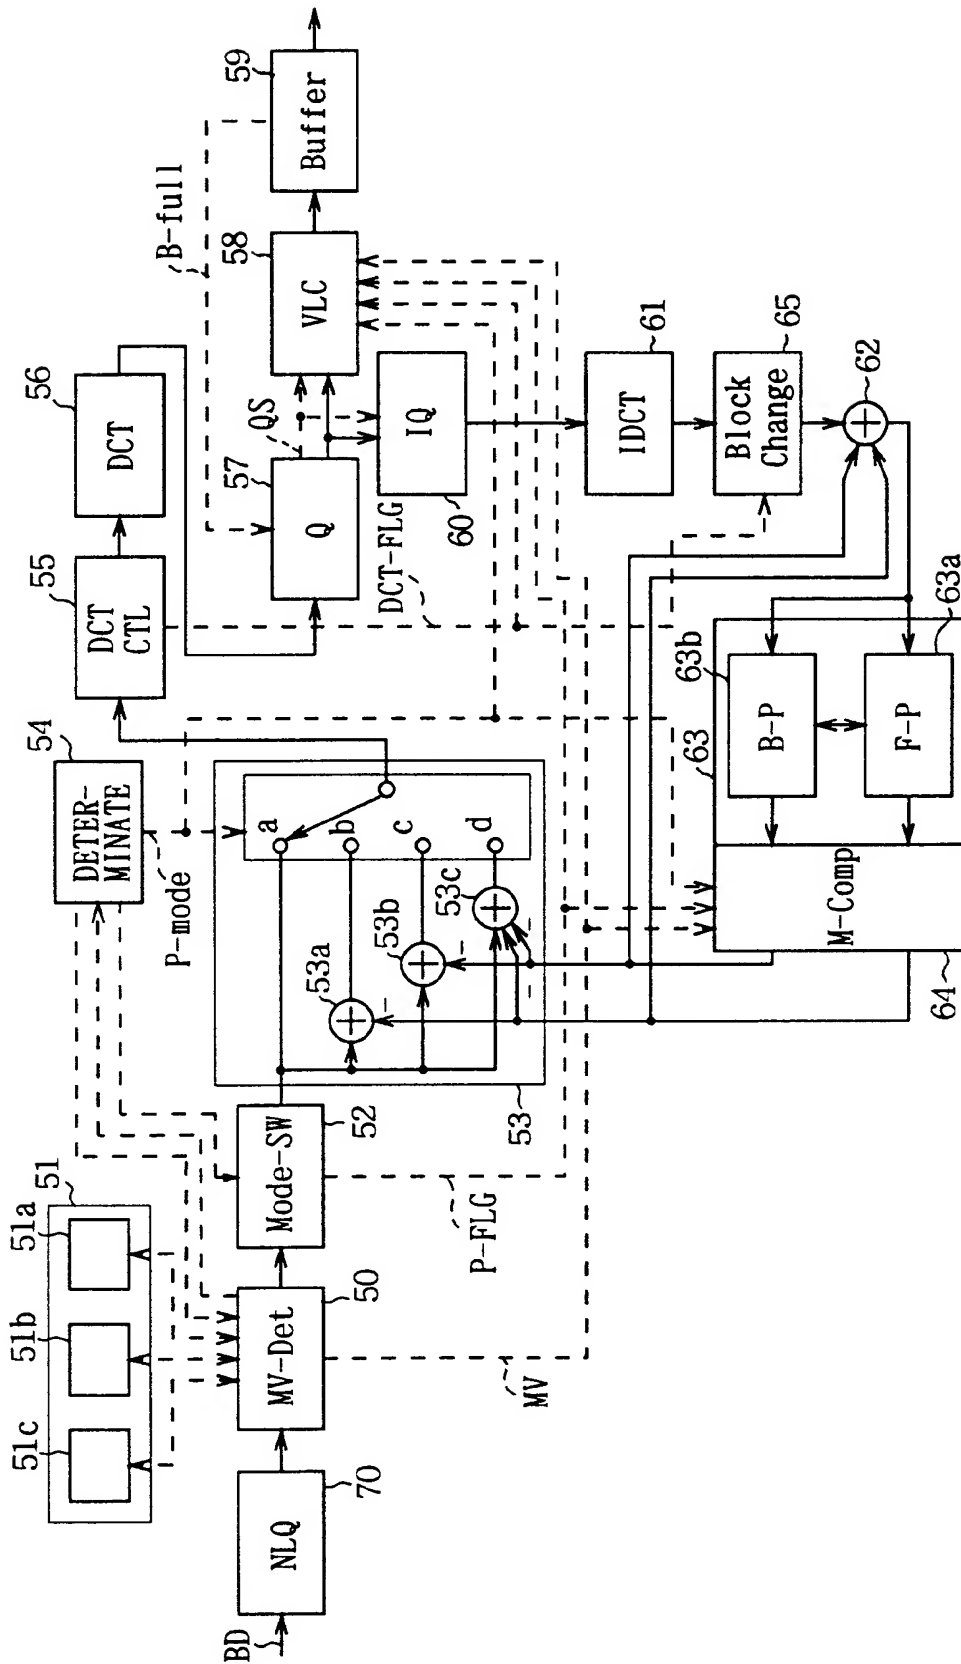 BD
NLQ
70
MV-Det
50
MV
51
51a
51b
51c
Mode-SW
52
P-FLG
DETER-
MINATE
54
P-mode
53
53a
53b
53c
a
b
c
d
-
-
-
-
DCT
CTL
55
DCT
56
DCT-FLG
Q
57
QS
VLC
58
Buffer
59
B-full
IQ
60
IDCT
61
Block
Change
65
62
63
63b
B-P
63a
F-P
M-Comp
64